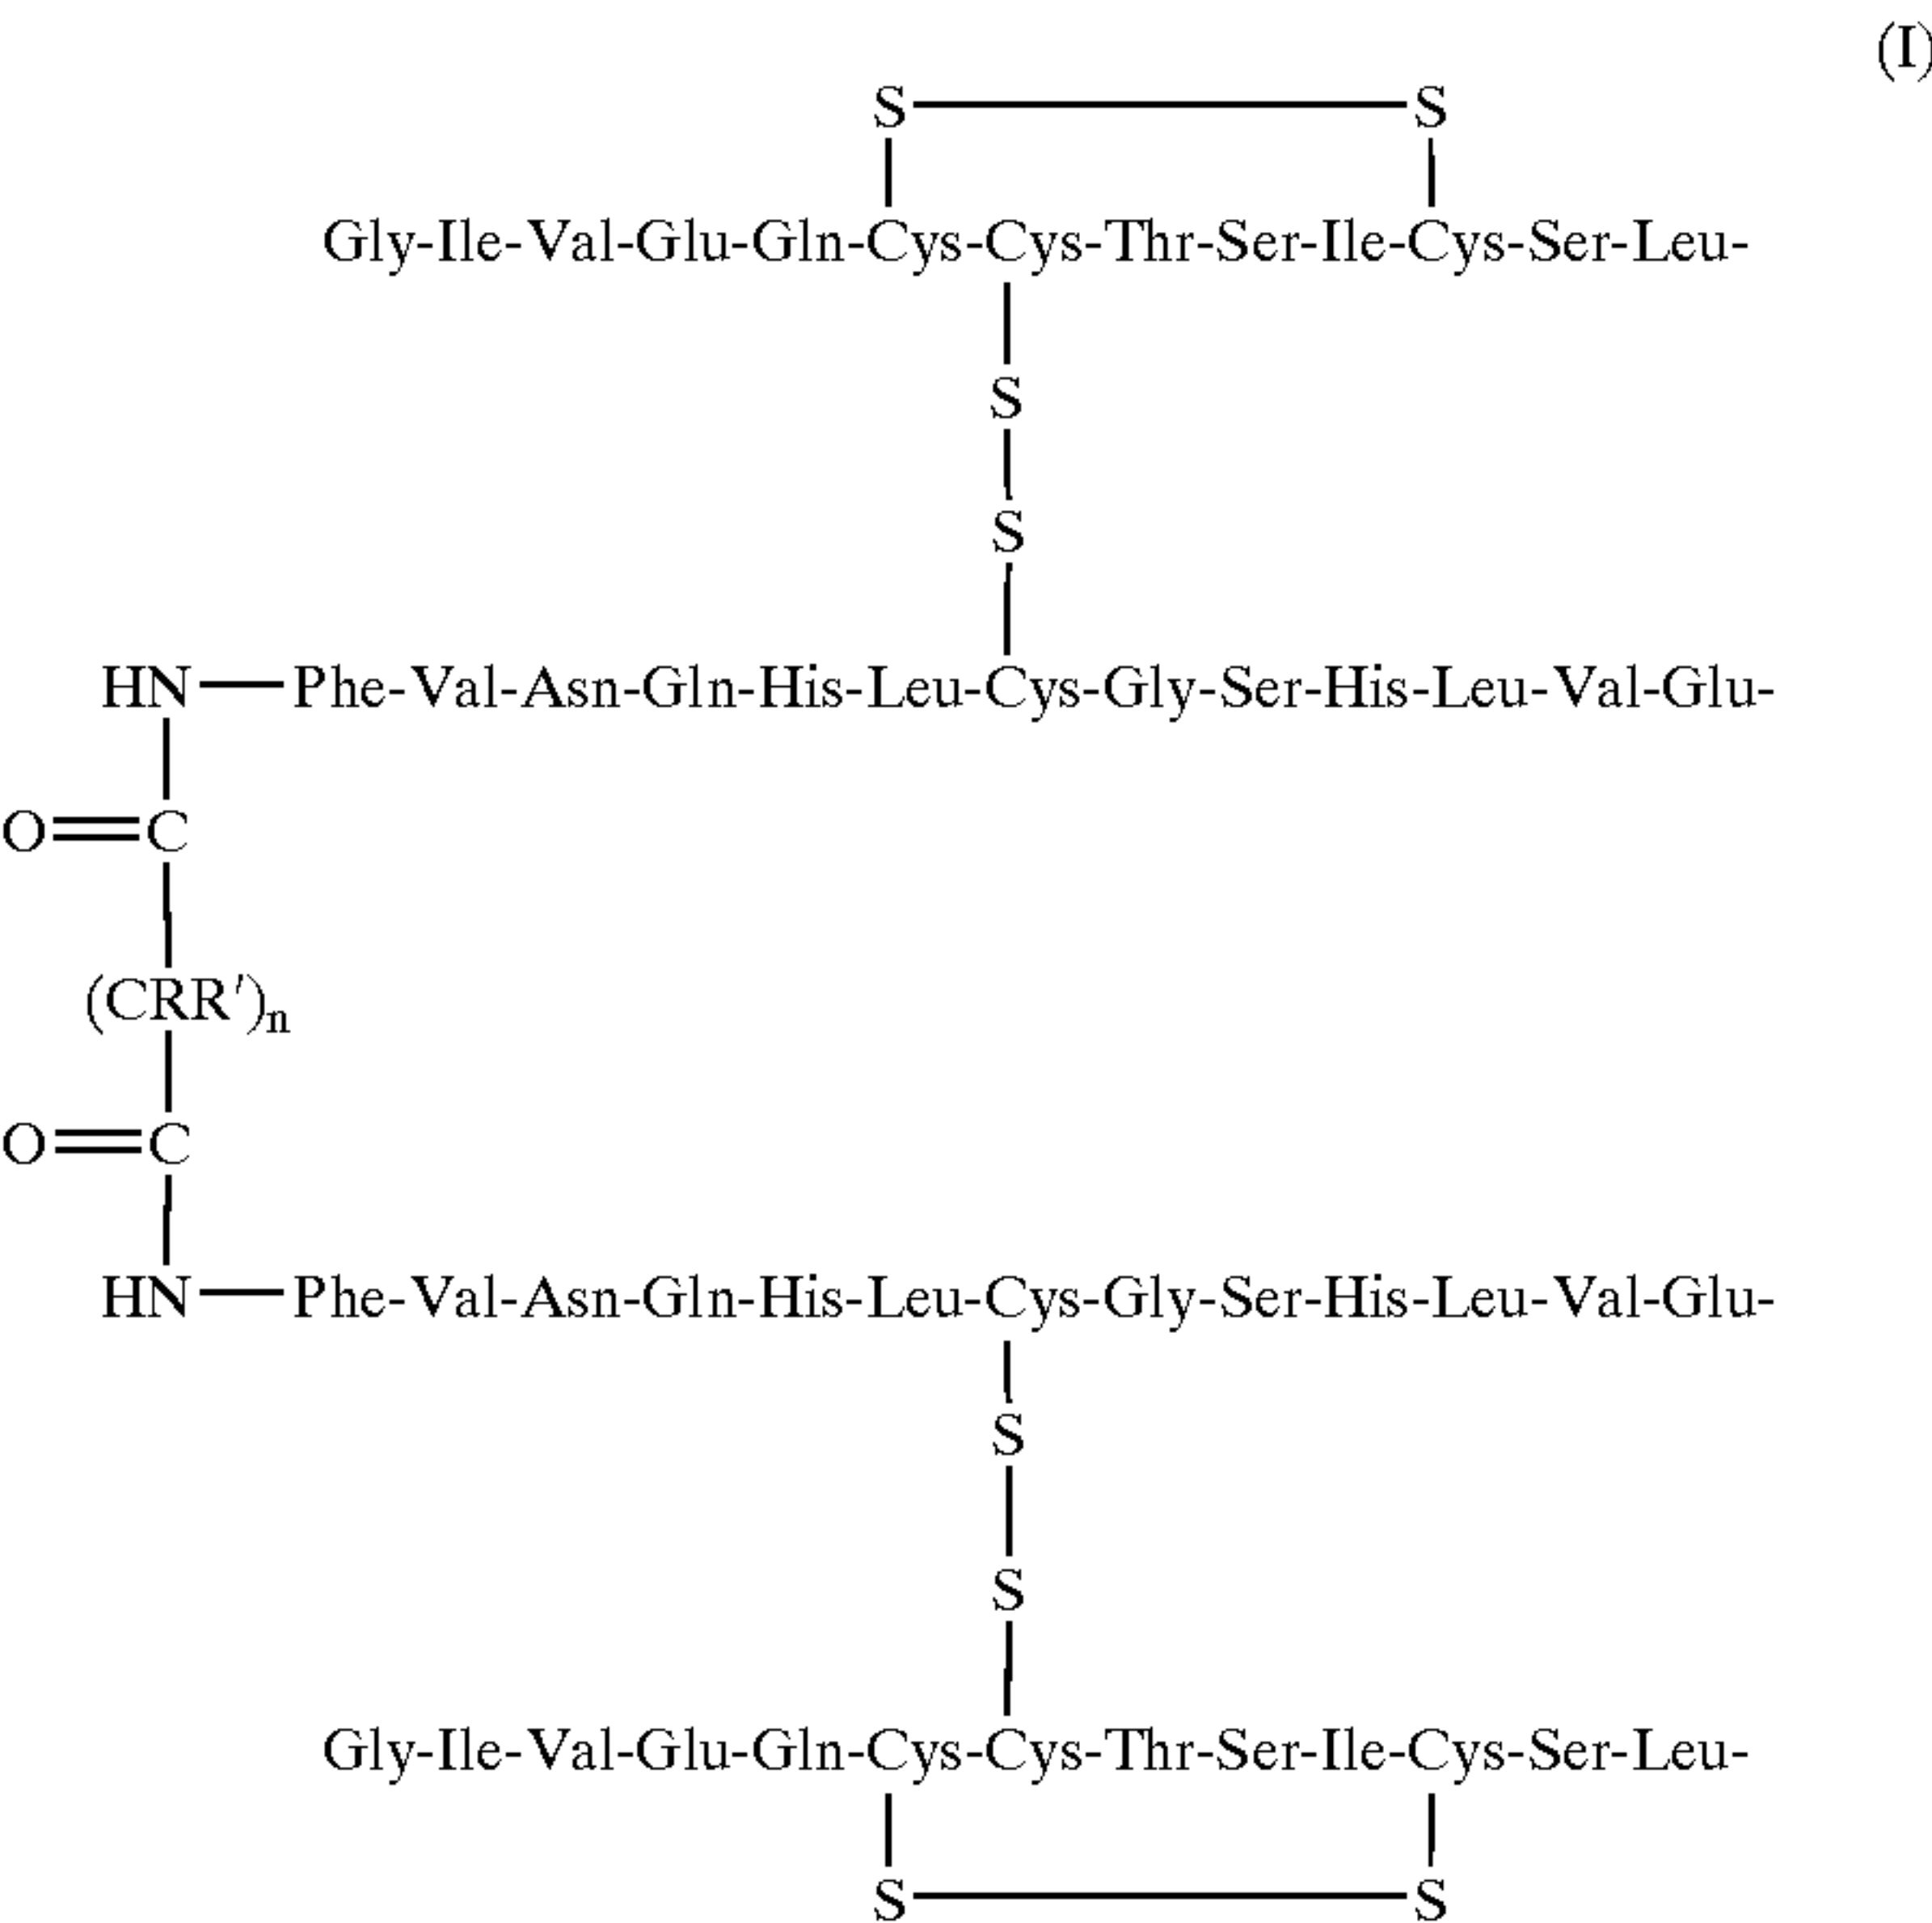 (I)
S S
Gly-Ile-Val-Glu-Gln-Cys-Cys-Thr-Ser-Ile-Cys-Ser-Leu-
S
S
HN Phe-Val-Asn-Gln-His-Leu-Cys-Gly-Ser-His-Leu-Val-Glu-
O C
(CRR′)n
O C
HN Phe-Val-Asn-Gln-His-Leu-Cys-Gly-Ser-His-Leu-Val-Glu-
S
S
Gly-Ile-Val-Glu-Gln-Cys-Cys-Thr-Ser-Ile-Cys-Ser-Leu-
S S